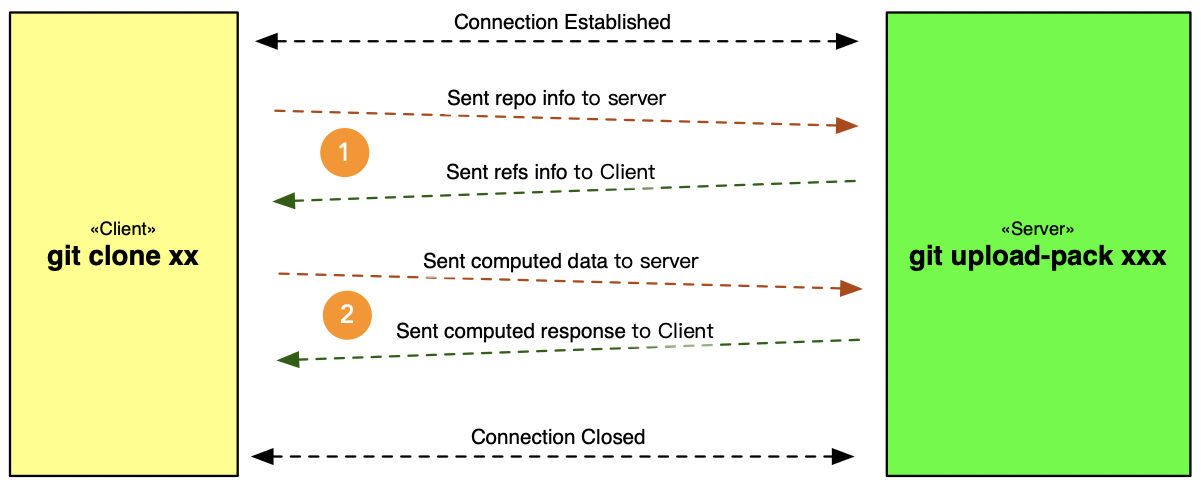 Connection Established
Sent repo info to server
1
Sent refs info to Client
«Client»
git clone xx
«Server»
git upload-pack xxx
Sent computed data to server
2
Sent computed response to Client
Connection Closed